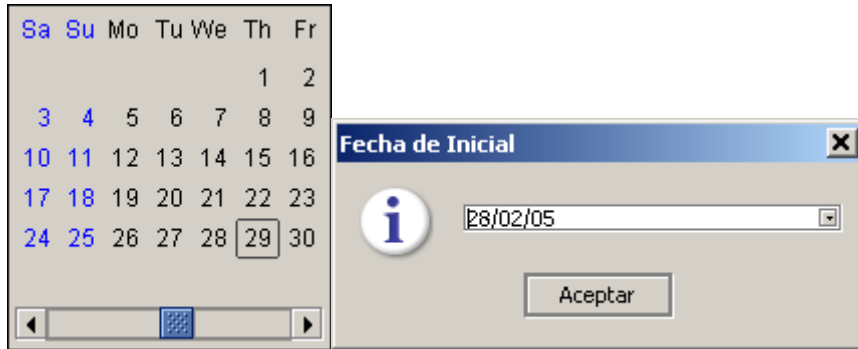 Sa Su Mo Tu We Th Fr
1 2
3 4 5 6 7 8 9
10 11 12 13 14 15 16
17 18 19 20 21 22 23
24 25 26 27 28 29 30
Fecha de Inicial
28/02/05
Aceptar